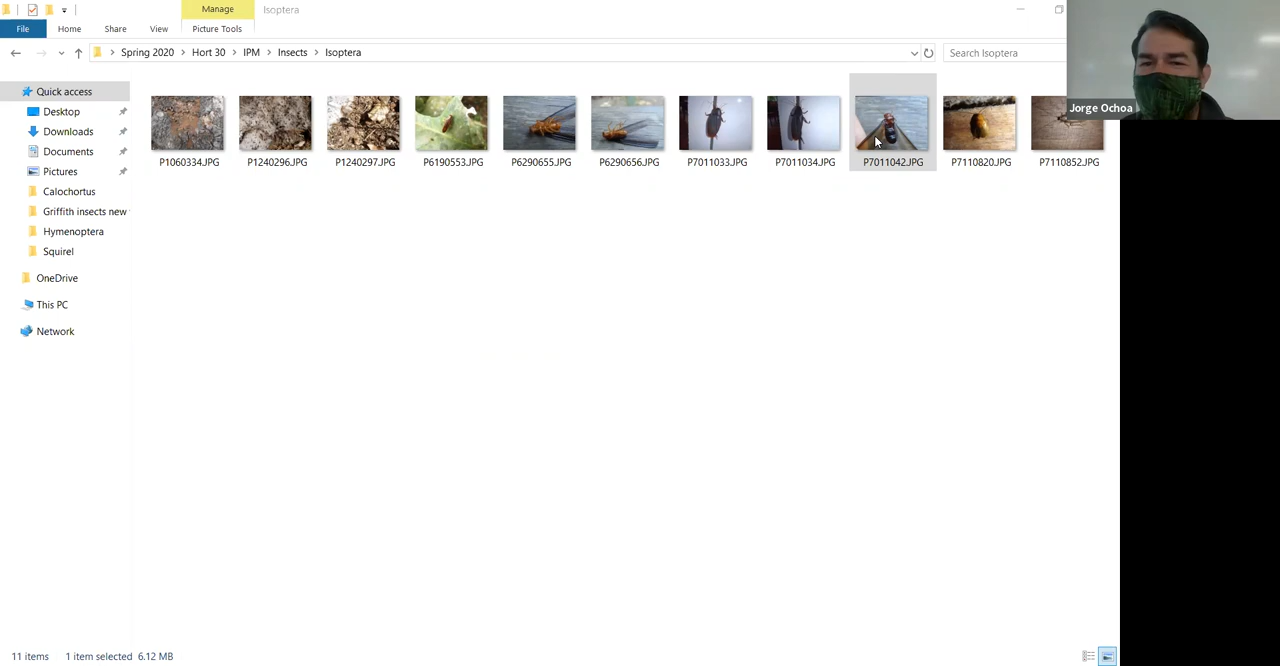 Manage
Isoptera
File
Home
Share
View
Picture Tools
Spring 2020 > Hort 30 > IPM > Insects > Isoptera
Search Isoptera
Jorge Ochoa
Quick access
Desktop
Downloads
Documents
Pictures
Calochortus
Griffith insects new
Hymenoptera
Squirel
OneDrive
This PC
Network
P1060334.JPG
P1240296.JPG
P1240297.JPG
P6190553.JPG
P6290655.JPG
P6290656.JPG
P7011033.JPG
P7011034.JPG
P7011042.JPG
P7110820.JPG
P7110852.JPG
11 items
1 item selected 6.12 MB